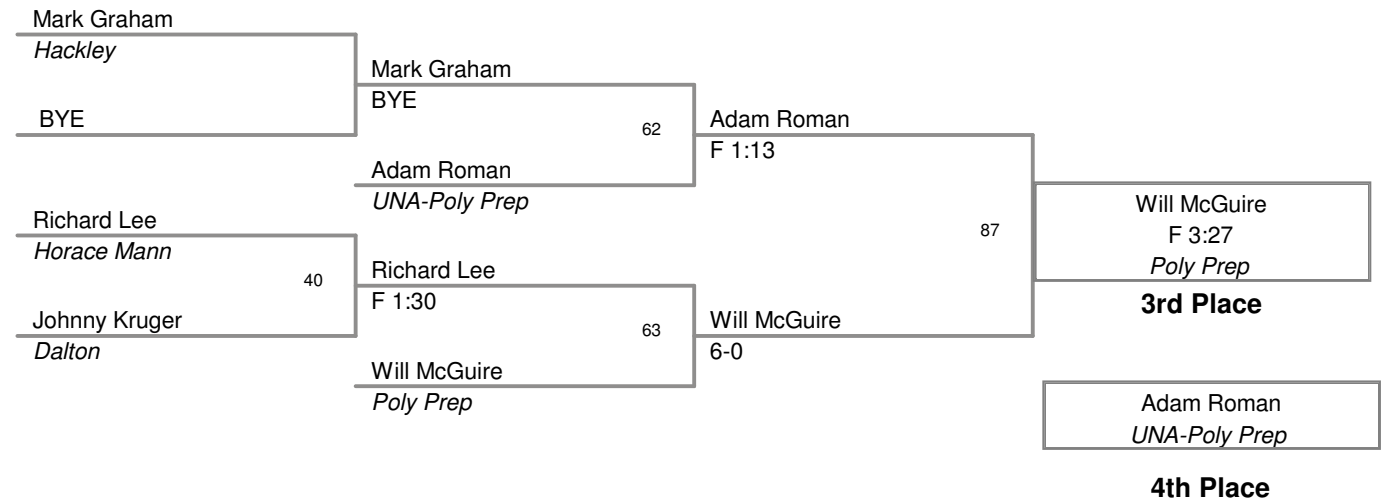 Mark Graham
Hackley
BYE
Mark Graham
BYE
62
Adam Roman
UNA-Poly Prep
Adam Roman
F 1:13
Richard Lee
Horace Mann
40
Johnny Kruger
Dalton
Richard Lee
F 1:30
63
Will McGuire
Poly Prep
Will McGuire
6-0
87
Will McGuire
F 3:27
Poly Prep
3rd Place
Adam Roman
UNA-Poly Prep
4th Place